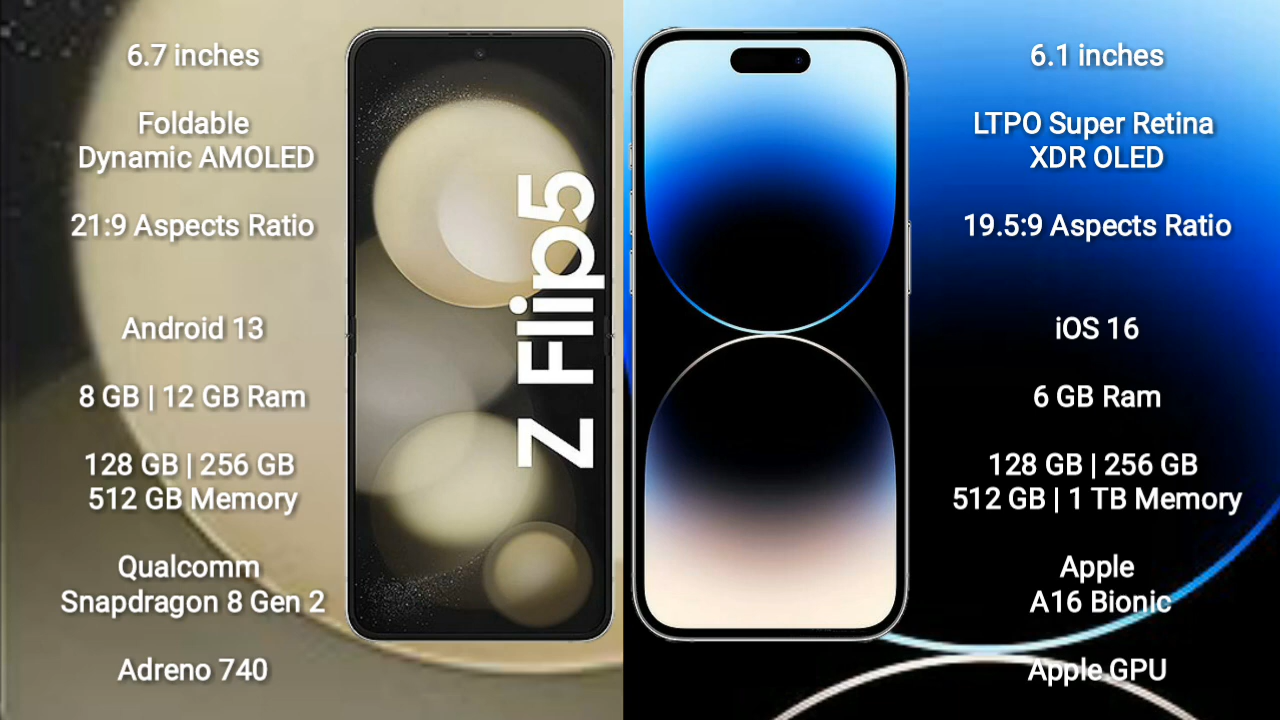 6.7 inches
Foldable
Dynamic AMOLED
21:9 Aspects Ratio
Android 13
8 GB | 12 GB Ram
128 GB | 256 GB
512 GB Memory
Qualcomm
Snapdragon 8 Gen 2
Adreno 740
Z Flip5
6.1 inches
LTPO Super Retina
XDR OLED
19.5:9 Aspects Ratio
iOS 16
6 GB Ram
128 GB | 256 GB
512 GB | 1 TB Memory
Apple
A16 Bionic
Apple GPU